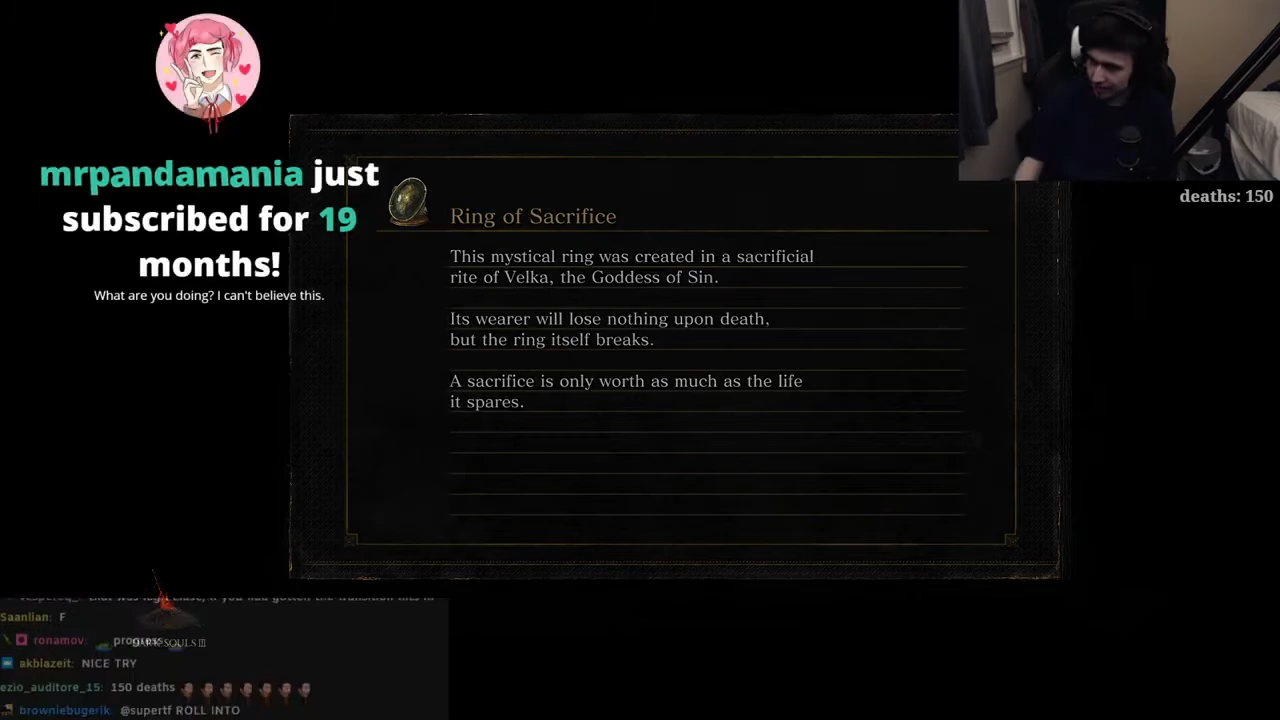 mrpandamania just
subscribed for 19
months!
What are you doing? I can't believe this.
deaths: 150
Ring of Sacrifice
This mystical ring was created in a sacrificial
rite of Velka, the Goddess of Sin.
Its wearer will lose nothing upon death,
but the ring itself breaks.
A sacrifice is only worth as much as the life
it spares.
Saanlian: F
ronamov: progress
DARK SOULS III
akblazeit: NICE TRY
ezio_auditore_15: 150 deaths
browniebugerik: @supertf ROLL INTO